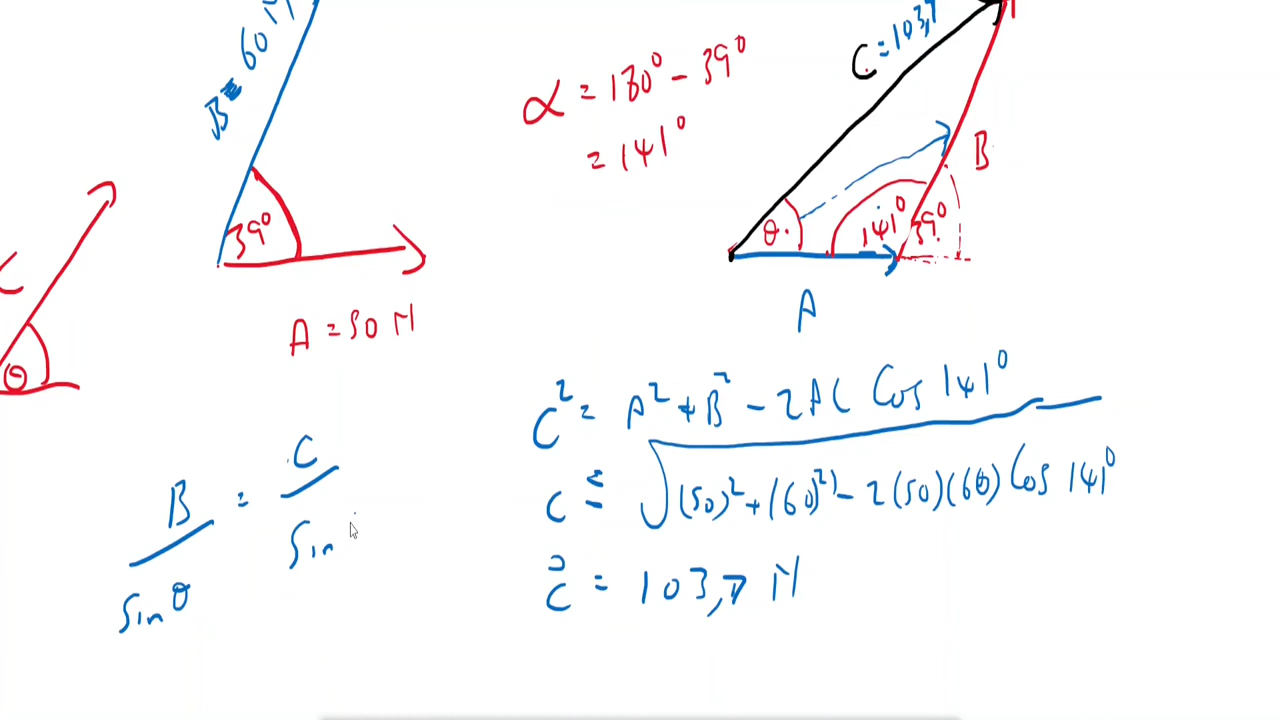 B = 60 N
39°
A = 50 N
θ
α = 180° - 39°
= 141°
C = 103,7
B
θ
141°
39°
A
C² = A² + B² - 2AC Cos 141°
C = √(50)² + (60)²) - 2(50)(60) Cos 141°
C = 103,7 N
B/sin θ = C/sin